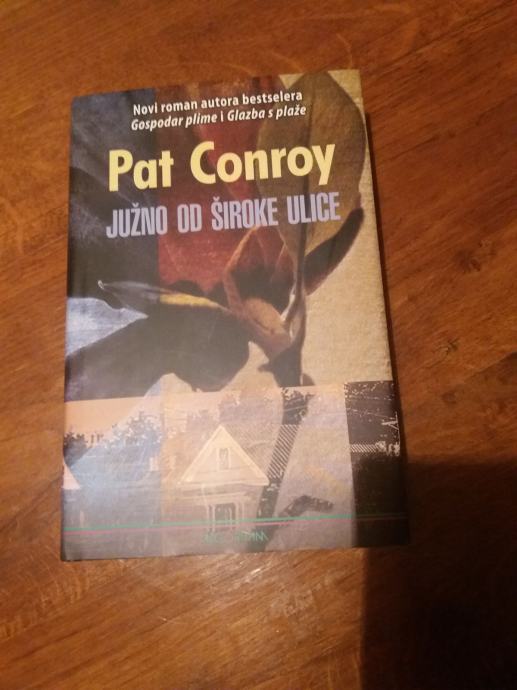 Novi roman autora bestselera
Gospodar plime i Glazba s plaže
Pat Conroy
JUŽNO OD ŠIROKE ULICE